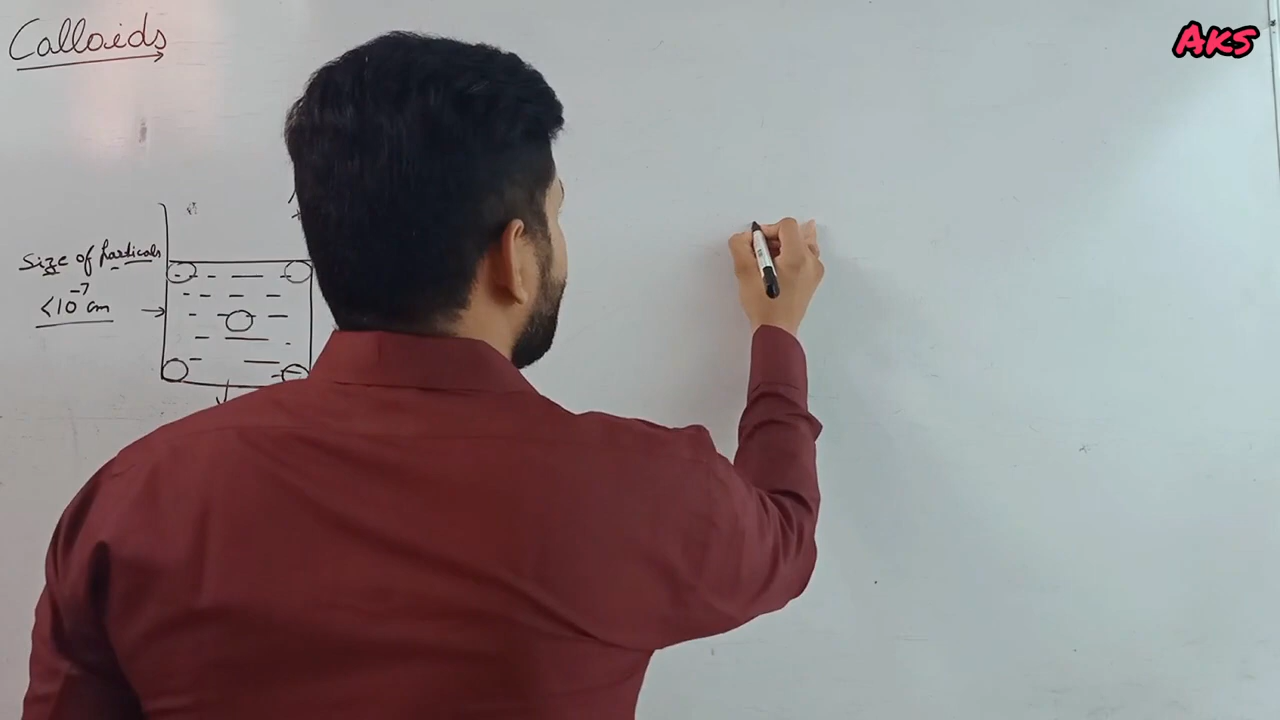 Calloids
AKS
Size of particals
<10⁻⁷ cm